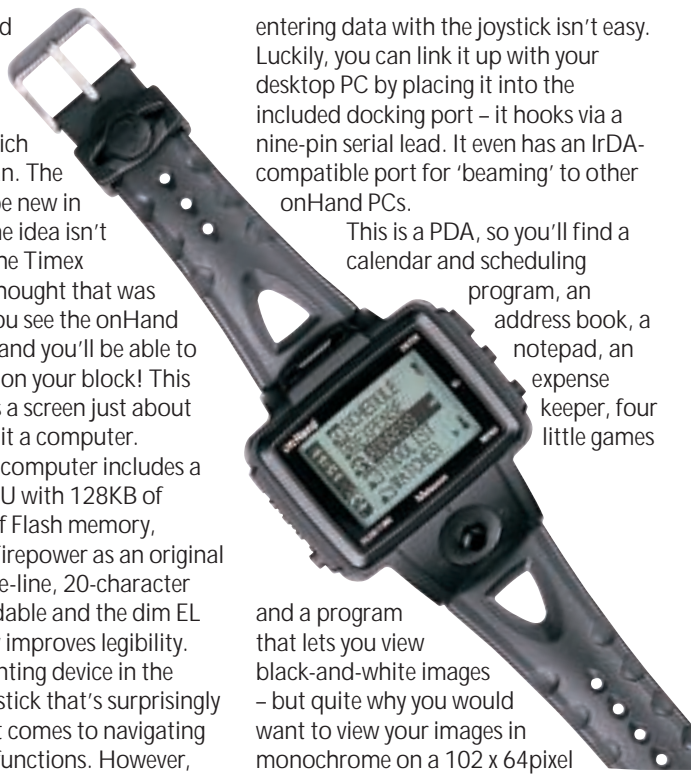 d
ich
n. The
be new in
ne idea isn't
he Timex
hought that was
ou see the onHand
and you'll be able to
on your block! This
s a screen just about
it a computer.
computer includes a
U with 128KB of
f Flash memory,
irepower as an original
e-line, 20-character
dable and the dim EL
r improves legibility.
nting device in the
stick that's surprisingly
t comes to navigating
functions. However,
entering data with the joystick isn't easy.
Luckily, you can link it up with your
desktop PC by placing it into the
included docking port – it hooks via a
nine-pin serial lead. It even has an IrDA-
compatible port for 'beaming' to other
onHand PCs.
This is a PDA, so you'll find a
calendar and scheduling
program, an
address book, a
notepad, an
expense
keeper, four
little games
and a program
that lets you view
black-and-white images
– but quite why you would
want to view your images in
monochrome on a 102 x 64pixel
onHand
SCHEDULE
EXPENSE
ADDRESS
TODO LIST
WATCHES